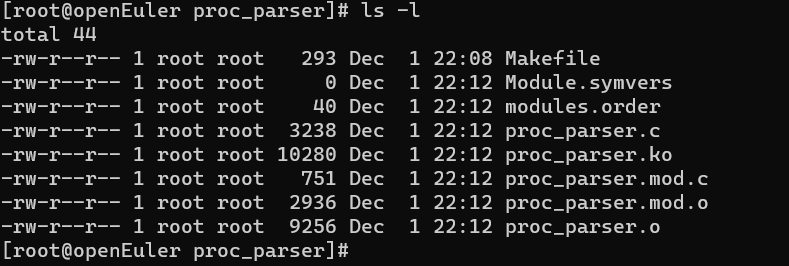 [root@openEuler proc_parser]# ls -l
total 44
-rw-r--r-- 1 root root   293 Dec  1 22:08 Makefile
-rw-r--r-- 1 root root     0 Dec  1 22:12 Module.symvers
-rw-r--r-- 1 root root    40 Dec  1 22:12 modules.order
-rw-r--r-- 1 root root  3238 Dec  1 22:12 proc_parser.c
-rw-r--r-- 1 root root 10280 Dec  1 22:12 proc_parser.ko
-rw-r--r-- 1 root root   751 Dec  1 22:12 proc_parser.mod.c
-rw-r--r-- 1 root root  2936 Dec  1 22:12 proc_parser.mod.o
-rw-r--r-- 1 root root  9256 Dec  1 22:12 proc_parser.o
[root@openEuler proc_parser]#